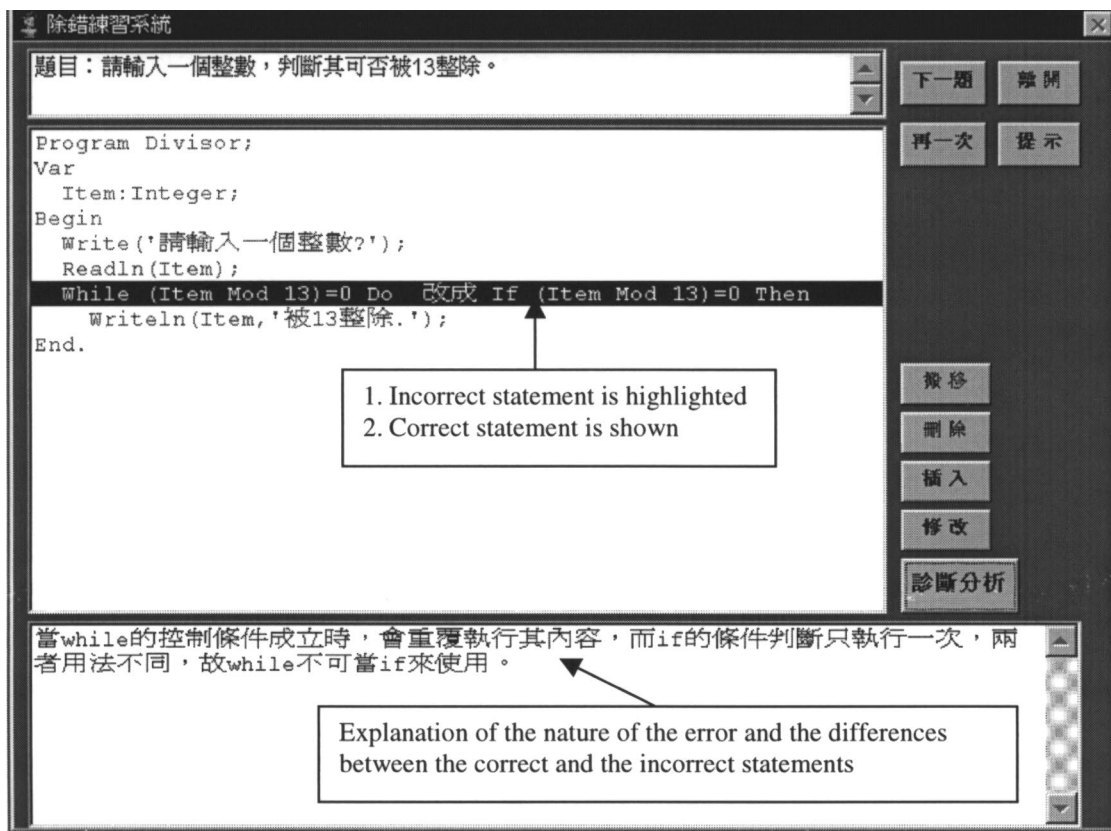 除錯練習系統
題目：請輸入一個整數，判斷其可否被13整除。
下一題 離開
再一次 提示
Program Divisor;
Var
Item:Integer;
Begin
Write('請輸入一個整數?');
Readln(Item);
While (Item Mod 13)=0 Do 改成 If (Item Mod 13)=0 Then
Writeln(Item,'被13整除.');
End.
1. Incorrect statement is highlighted
2. Correct statement is shown
搬移
刪除
插入
修改
診斷分析
當while的控制條件成立時，會重覆執行其內容，而if的條件判斷只執行一次，兩
者用法不同，故while不可當if來使用。
Explanation of the nature of the error and the differences
between the correct and the incorrect statements